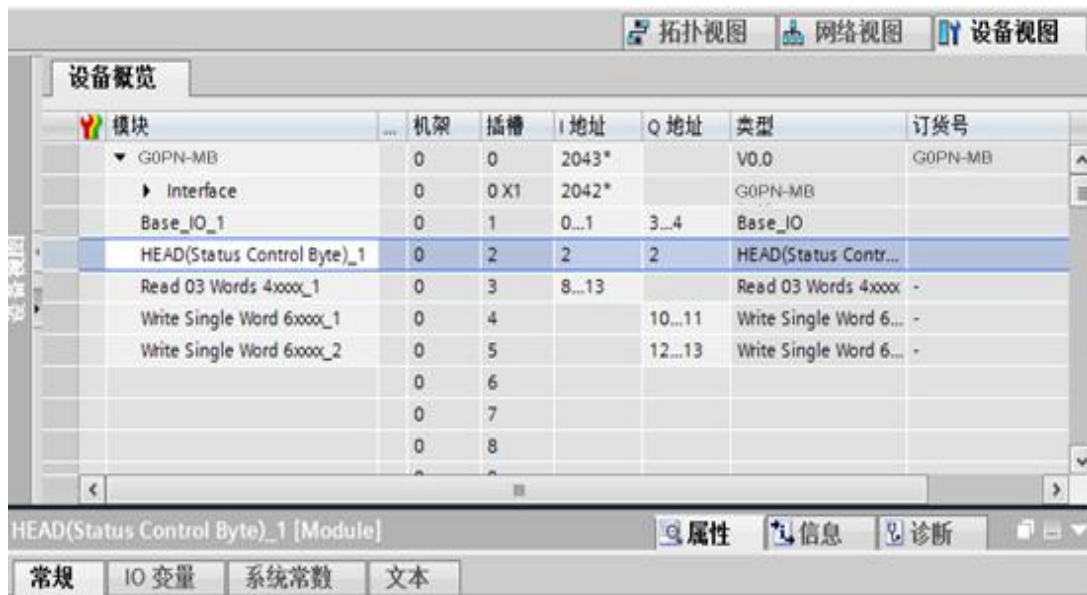 拓扑视图 网络视图 设备视图
设备概览
模块 ... 机架 插槽 I 地址 Q 地址 类型 订货号
G0PN-MB 0 0 2043* V0.0 G0PN-MB
Interface 0 0 X1 2042* G0PN-MB
Base_IO_1 0 1 0...1 3...4 Base_IO
HEAD(Status Control Byte)_1 0 2 2 2 HEAD(Status Contr...
Read 03 Words 4xxxx_1 0 3 8...13 Read 03 Words 4xxxx -
Write Single Word 6xxxx_1 0 4 10...11 Write Single Word 6... -
Write Single Word 6xxxx_2 0 5 12...13 Write Single Word 6... -
0 6
0 7
0 8
HEAD(Status Control Byte)_1 [Module] 属性 信息 诊断
常规 IO 变量 系统常数 文本